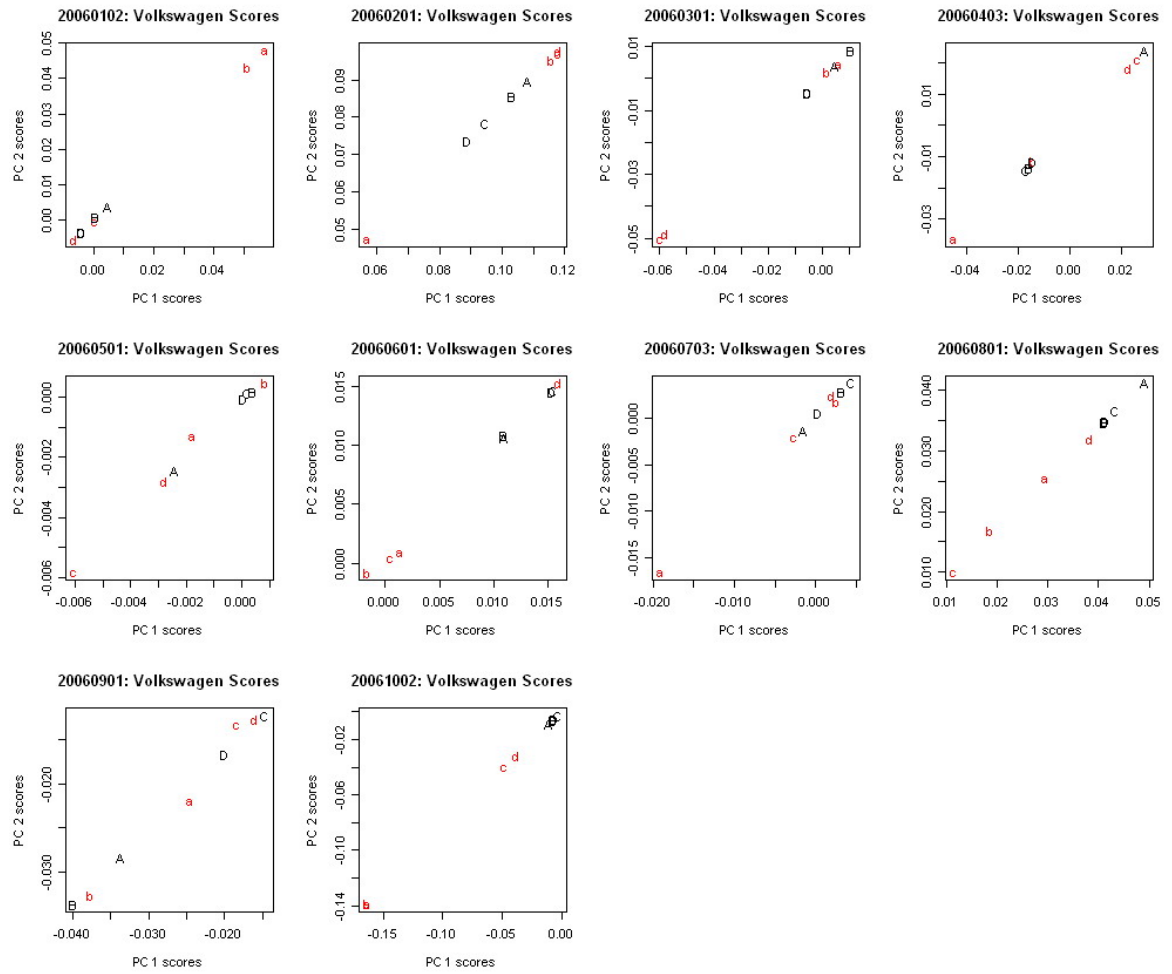 20060102: Volkswagen Scores
20060201: Volkswagen Scores
20060301: Volkswagen Scores
20060403: Volkswagen Scores
PC 2 scores
0.00 0.01 0.02 0.03 0.04 0.05
a
b
A
B
c
D
d
0.00 0.02 0.04
PC 1 scores
PC 2 scores
0.05 0.06 0.07 0.08 0.09
d
a
b
A
B
C
D
a
0.06 0.08 0.10 0.12
PC 1 scores
PC 2 scores
-0.05 -0.03 -0.01 0.01
B
A
a
b
D
d
c
-0.06 -0.04 -0.02 0.00
PC 1 scores
PC 2 scores
-0.03 -0.01 0.01
A
c
d
C
a
-0.04 -0.02 0.00 0.02
PC 1 scores
20060501: Volkswagen Scores
20060601: Volkswagen Scores
20060703: Volkswagen Scores
20060801: Volkswagen Scores
PC 2 scores
-0.006 -0.004 -0.002 0.000
b
B
C
D
a
A
d
c
-0.006 -0.004 -0.002 0.000
PC 1 scores
PC 2 scores
0.000 0.005 0.010 0.015
d
C
A
a
c
b
0.000 0.005 0.010 0.015
PC 1 scores
PC 2 scores
-0.015 -0.010 -0.005 0.000
C
B
d
b
D
A
c
a
-0.020 -0.010 0.000
PC 1 scores
PC 2 scores
0.010 0.020 0.030 0.040
A
C
d
a
b
c
0.01 0.02 0.03 0.04 0.05
PC 1 scores
20060901: Volkswagen Scores
20061002: Volkswagen Scores
PC 2 scores
-0.030 -0.020
C
d
c
D
a
A
b
B
-0.040 -0.030 -0.020
PC 1 scores
PC 2 scores
-0.14 -0.10 -0.06 -0.02
C
A
d
c
-0.15 -0.10 -0.05 0.00
PC 1 scores